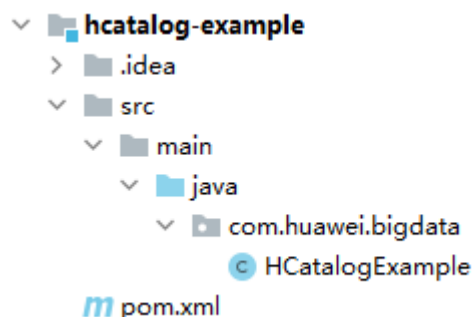 hcatalog-example
.idea
src
main
java
com.huawei.bigdata
C HCatalogExample
m pom.xml